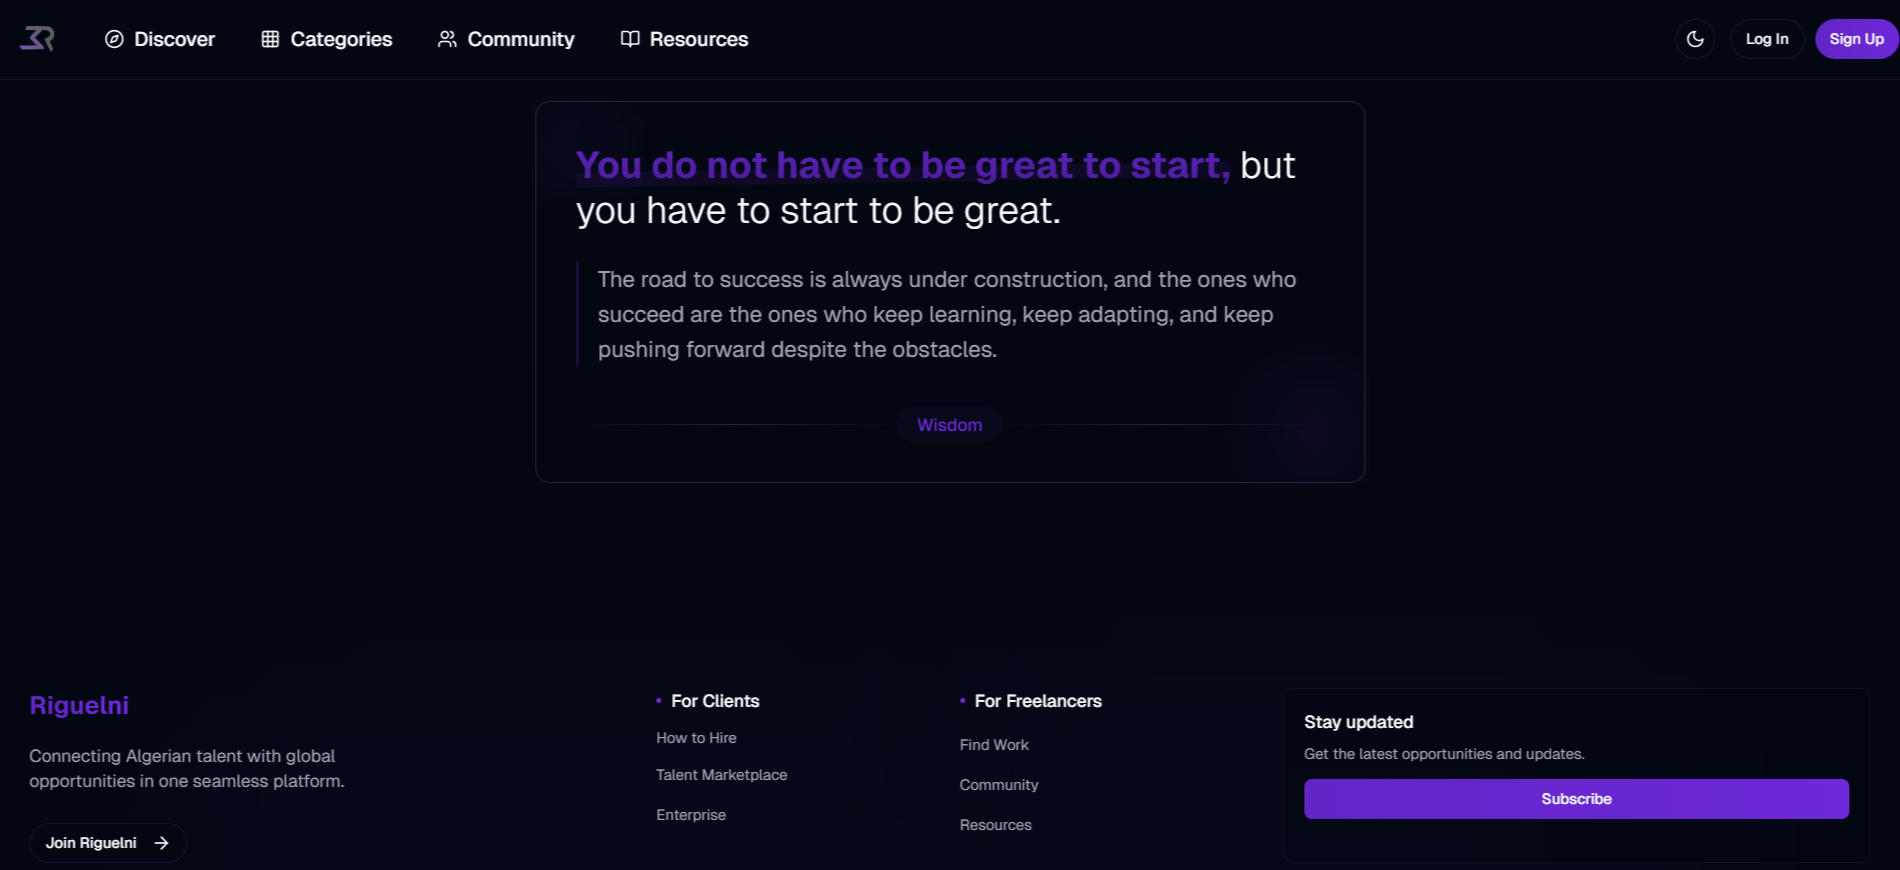 Discover
Categories
Community
Resources
Log In
Sign Up
You do not have to be great to start, but
you have to start to be great.
The road to success is always under construction, and the ones who
succeed are the ones who keep learning, keep adapting, and keep
pushing forward despite the obstacles.
Wisdom
Riguelni
Connecting Algerian talent with global
opportunities in one seamless platform.
Join Riguelni
For Clients
How to Hire
Talent Marketplace
Enterprise
For Freelancers
Find Work
Community
Resources
Stay updated
Get the latest opportunities and updates.
Subscribe